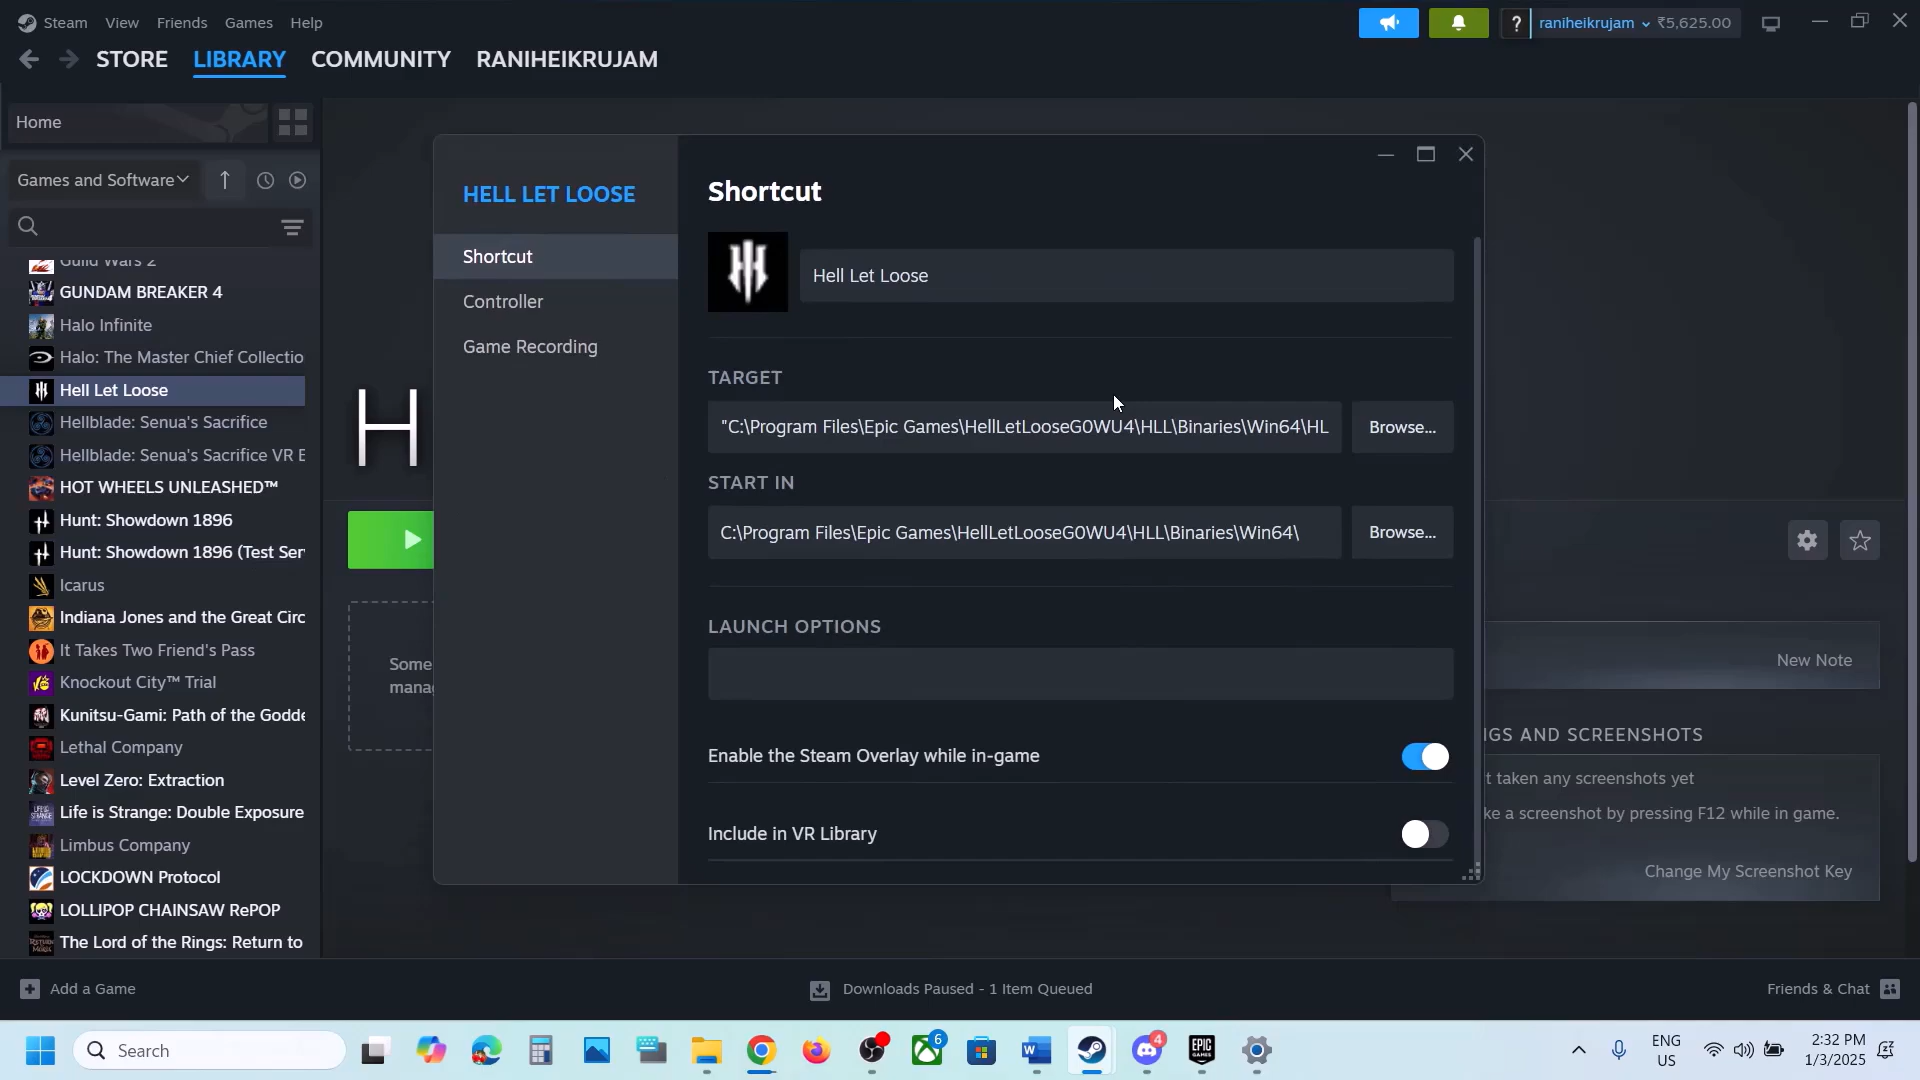 Steam View Friends Games Help
? raniheikrujam ₹5,625.00
STORE LIBRARY COMMUNITY RANIHEIKRUJAM
Home
Games and Software
Guild Wars 2
GUNDAM BREAKER 4
Halo Infinite
Halo: The Master Chief Collectio
Hell Let Loose
Hellblade: Senua's Sacrifice
Hellblade: Senua's Sacrifice VR E
HOT WHEELS UNLEASHED™
Hunt: Showdown 1896
Hunt: Showdown 1896 (Test Ser
Icarus
Indiana Jones and the Great Circ
It Takes Two Friend's Pass
Knockout City™ Trial
Kunitsu-Gami: Path of the Godde
Lethal Company
Level Zero: Extraction
Life is Strange: Double Exposure
Limbus Company
LOCKDOWN Protocol
LOLLIPOP CHAINSAW RePOP
The Lord of the Rings: Return to
H
Some
mana
HELL LET LOOSE
Shortcut
Controller
Game Recording
Shortcut
Hell Let Loose
TARGET
"C:\Program Files\Epic Games\HellLetLooseG0WU4\HLL\Binaries\Win64\HL
Browse...
START IN
C:\Program Files\Epic Games\HellLetLooseG0WU4\HLL\Binaries\Win64\
Browse...
LAUNCH OPTIONS
Enable the Steam Overlay while in-game
Include in VR Library
New Note
GS AND SCREENSHOTS
t taken any screenshots yet
ke a screenshot by pressing F12 while in game.
Change My Screenshot Key
Add a Game
Downloads Paused - 1 Item Queued
Friends & Chat
Search
6
4
EPIC GAMES
ENG
US
2:32 PM
1/3/2025